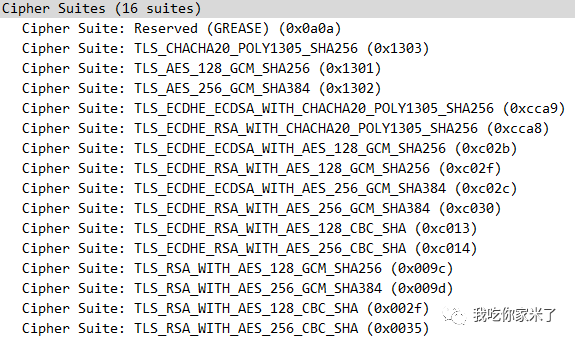 Cipher Suites (16 suites)
Cipher Suite: Reserved (GREASE) (0x0a0a)
Cipher Suite: TLS_CHACHA20_POLY1305_SHA256 (0x1303)
Cipher Suite: TLS_AES_128_GCM_SHA256 (0x1301)
Cipher Suite: TLS_AES_256_GCM_SHA384 (0x1302)
Cipher Suite: TLS_ECDHE_ECDSA_WITH_CHACHA20_POLY1305_SHA256 (0xcca9)
Cipher Suite: TLS_ECDHE_RSA_WITH_CHACHA20_POLY1305_SHA256 (0xcca8)
Cipher Suite: TLS_ECDHE_ECDSA_WITH_AES_128_GCM_SHA256 (0xc02b)
Cipher Suite: TLS_ECDHE_RSA_WITH_AES_128_GCM_SHA256 (0xc02f)
Cipher Suite: TLS_ECDHE_ECDSA_WITH_AES_256_GCM_SHA384 (0xc02c)
Cipher Suite: TLS_ECDHE_RSA_WITH_AES_256_GCM_SHA384 (0xc030)
Cipher Suite: TLS_ECDHE_RSA_WITH_AES_128_CBC_SHA (0xc013)
Cipher Suite: TLS_ECDHE_RSA_WITH_AES_256_CBC_SHA (0xc014)
Cipher Suite: TLS_RSA_WITH_AES_128_GCM_SHA256 (0x009c)
Cipher Suite: TLS_RSA_WITH_AES_256_GCM_SHA384 (0x009d)
Cipher Suite: TLS_RSA_WITH_AES_128_CBC_SHA (0x002f)
我吃你家米了
Cipher Suite: TLS_RSA_WITH_AES_256_CBC_SHA (0x0035)